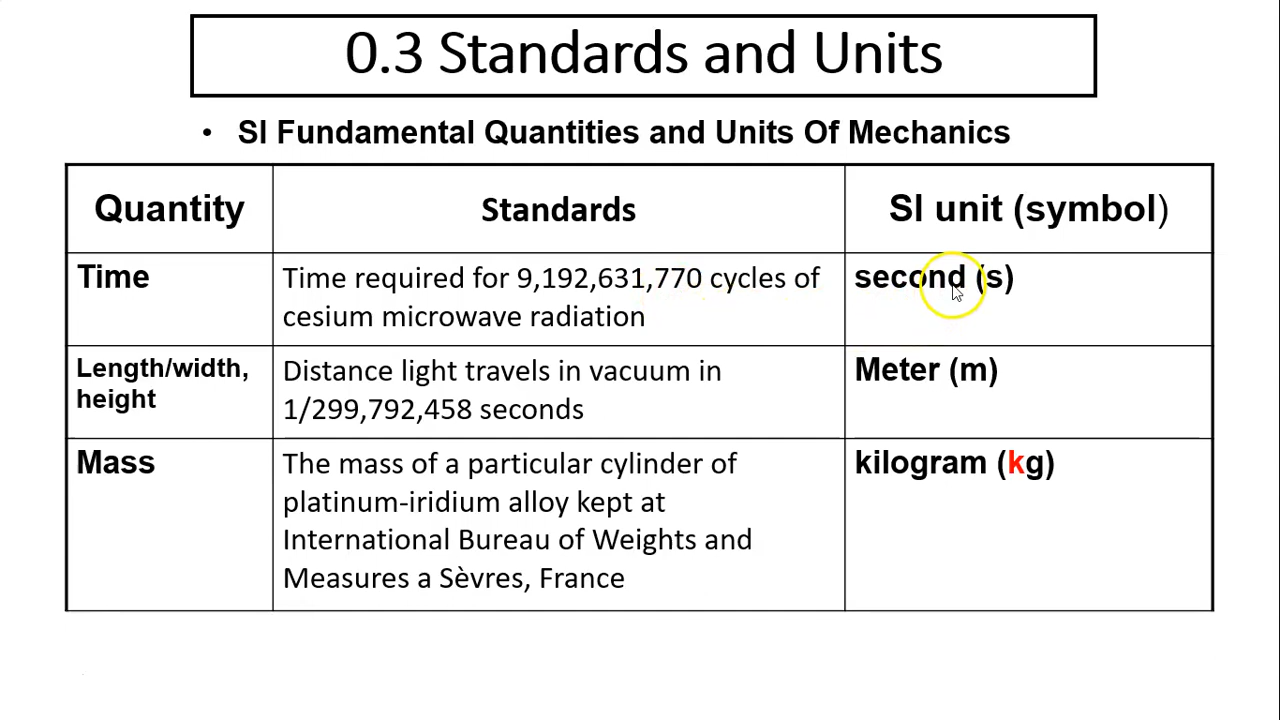 0.3 Standards and Units
• SI Fundamental Quantities and Units Of Mechanics
Quantity
Standards
SI unit (symbol)
Time
Time required for 9,192,631,770 cycles of
cesium microwave radiation
second (s)
Length/width,
height
Distance light travels in vacuum in
1/299,792,458 seconds
Meter (m)
Mass
The mass of a particular cylinder of
platinum-iridium alloy kept at
International Bureau of Weights and
Measures a Sèvres, France
kilogram (kg)